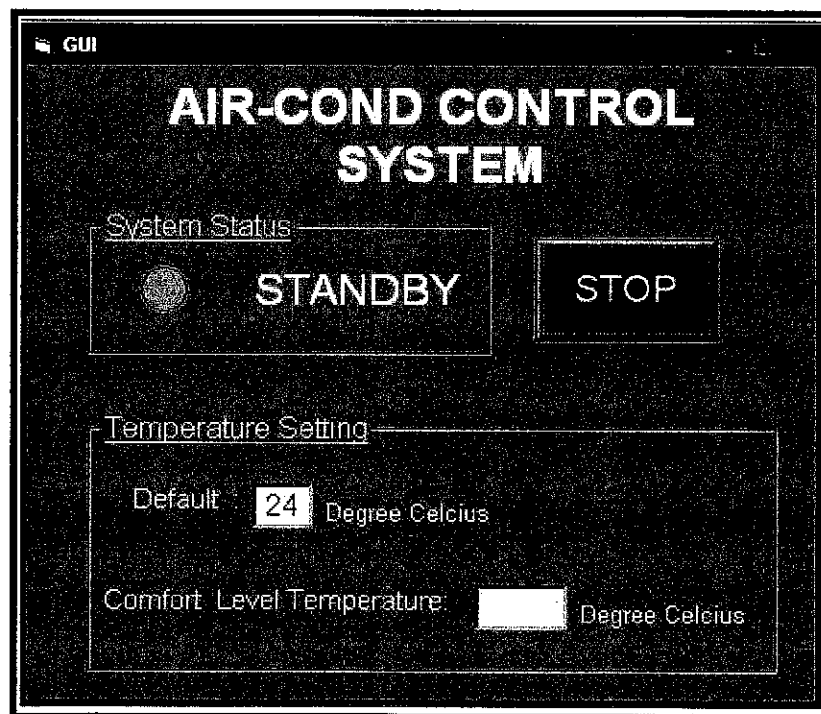 GUI
AIR-COND CONTROL
SYSTEM
System Status
STANDBY
STOP
Temperature Setting
Default : 24 Degree Celcius
Comfort Level Temperature: Degree Celcius